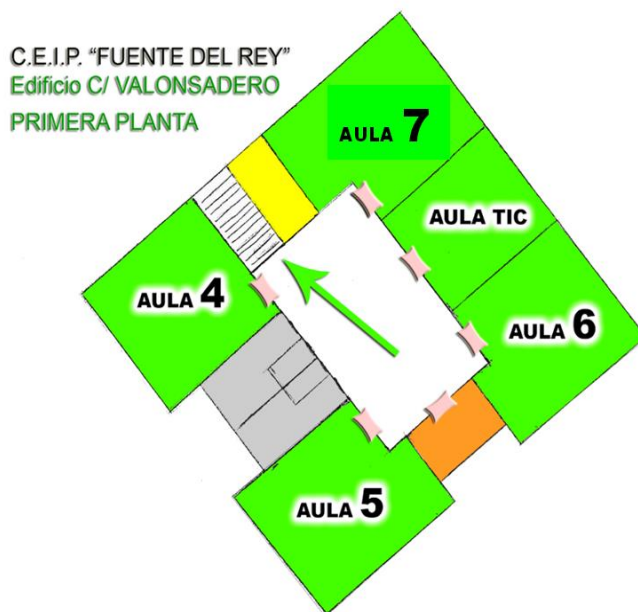 C.E.I.P. “FUENTE DEL REY”
Edificio C/ VALONSADERO
PRIMERA PLANTA
AULA 7
AULA TIC
AULA 4
AULA 6
AULA 5